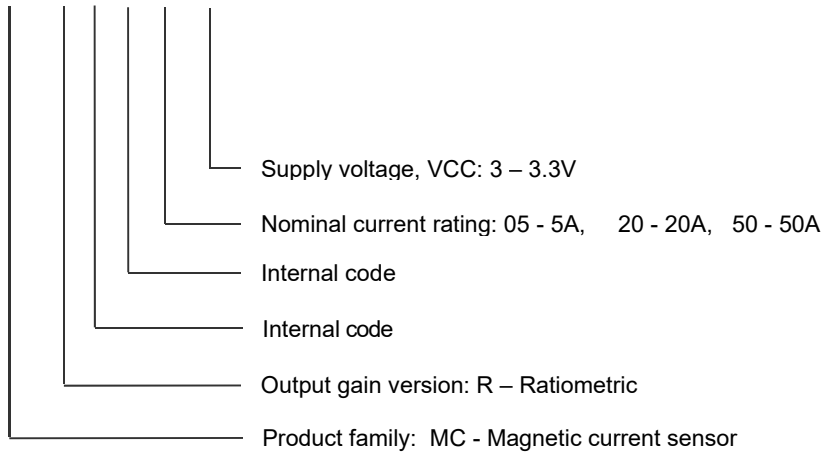 Supply voltage, VCC: 3 – 3.3V
Nominal current rating: 05 - 5A, 20 - 20A, 50 - 50A
Internal code
Internal code
Output gain version: R – Ratiometric
Product family: MC - Magnetic current sensor